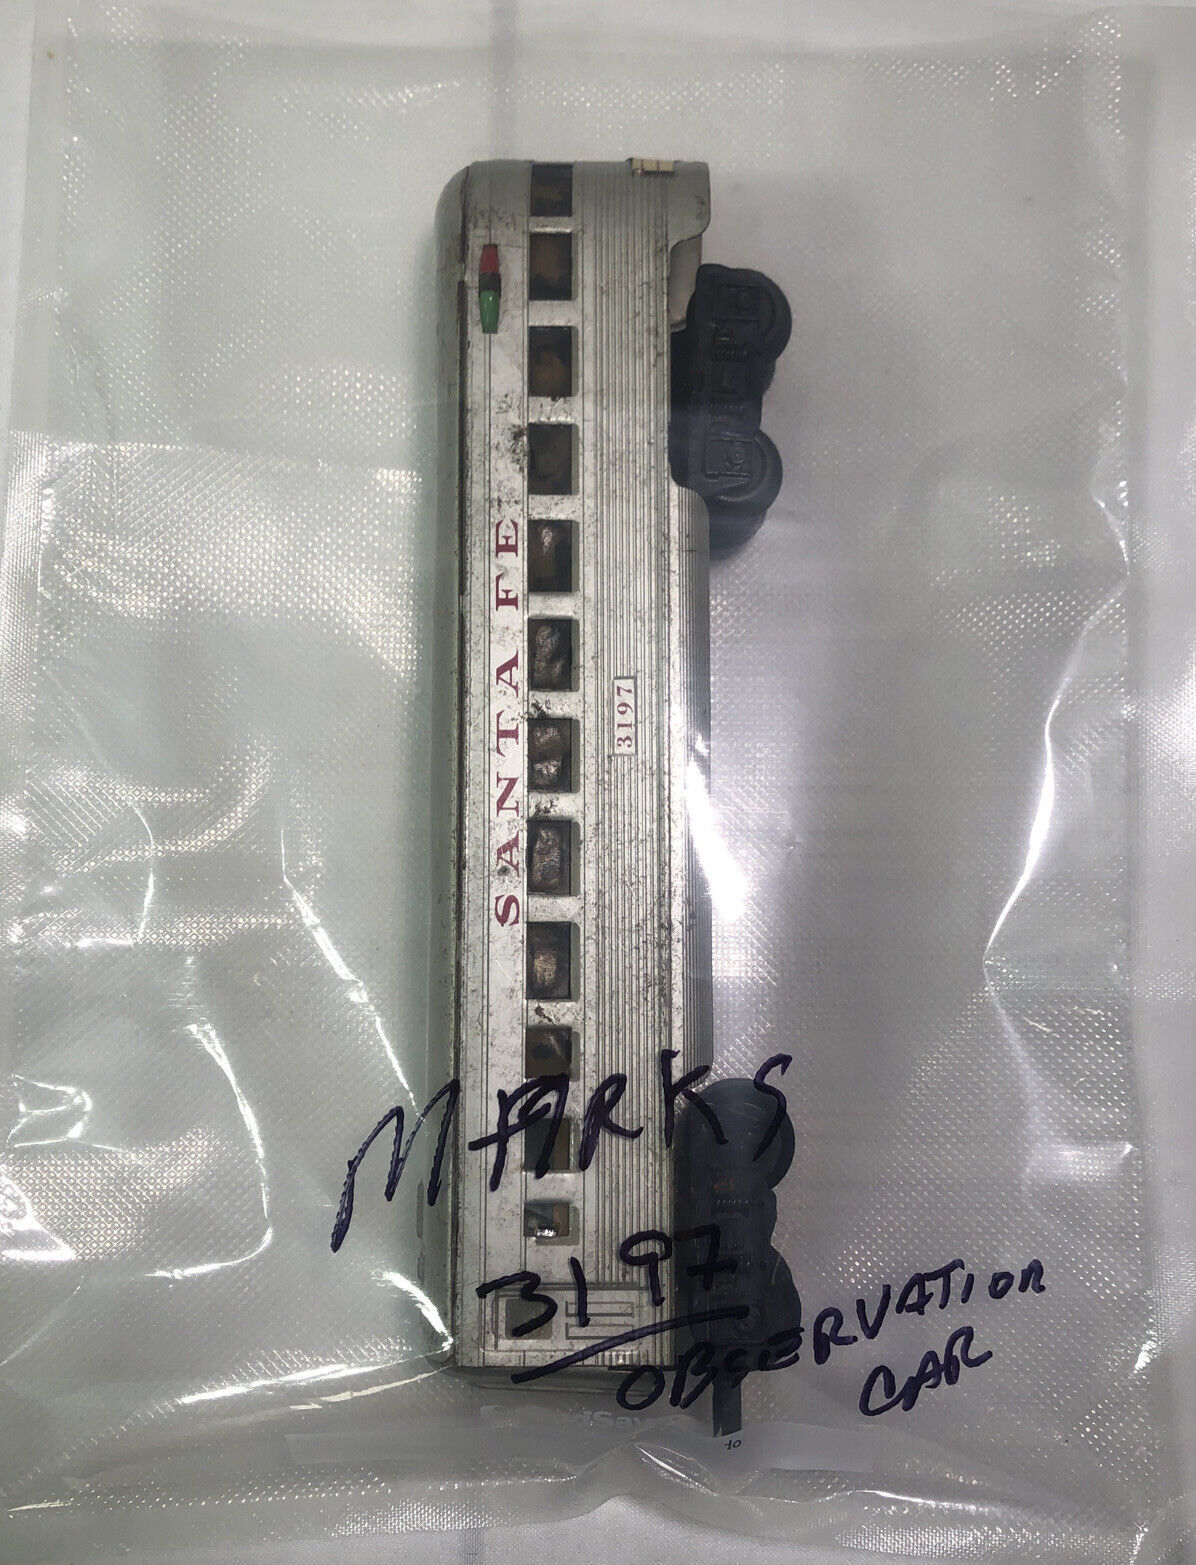 SANTA FE
3197
MARKS
3197
OBSERVATION
CAR